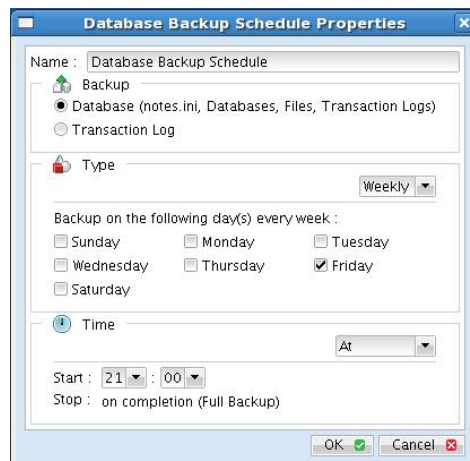 Database Backup Schedule Properties
Name : Database Backup Schedule
Backup
Database (notes.ini, Databases, Files, Transaction Logs)
Transaction Log
Type
Weekly
Backup on the following day(s) every week :
Sunday Monday Tuesday
Wednesday Thursday Friday
Saturday
Time
At
Start : 21 : 00
Stop : on completion (Full Backup)
OK Cancel